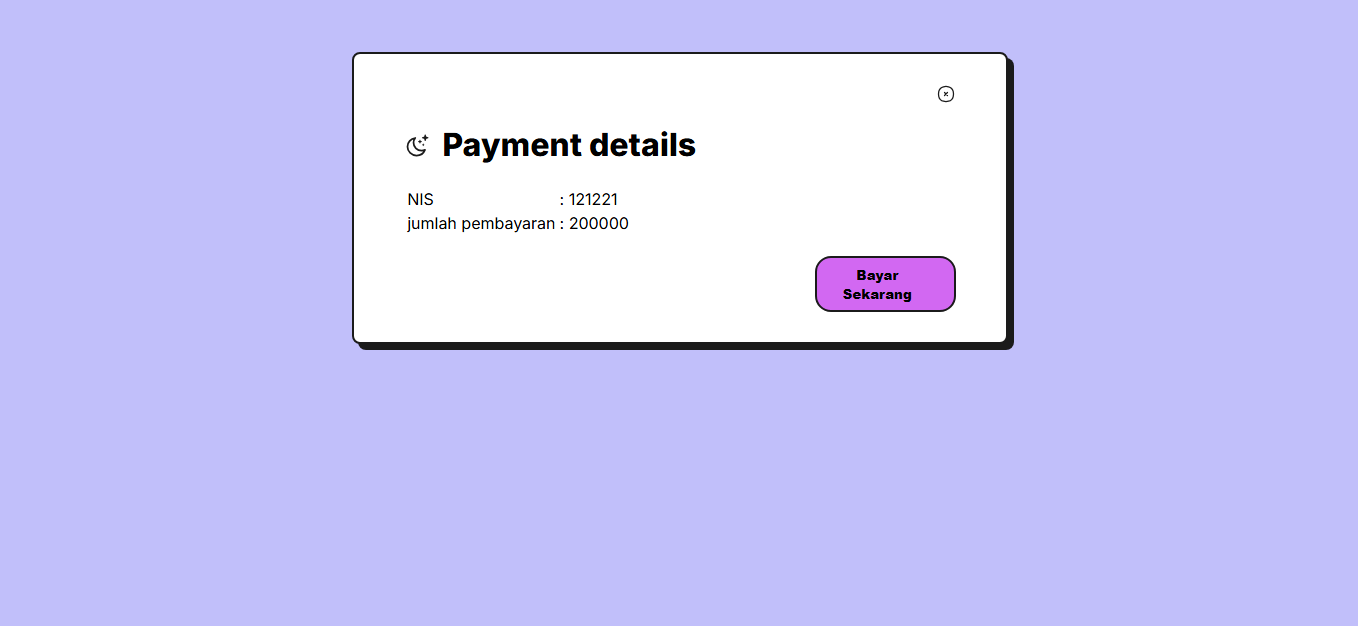 Payment details
NIS : 121221
jumlah pembayaran : 200000
Bayar
Sekarang